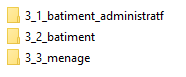 3_1_batiment_administratf
3_2_batiment
3_3_menage